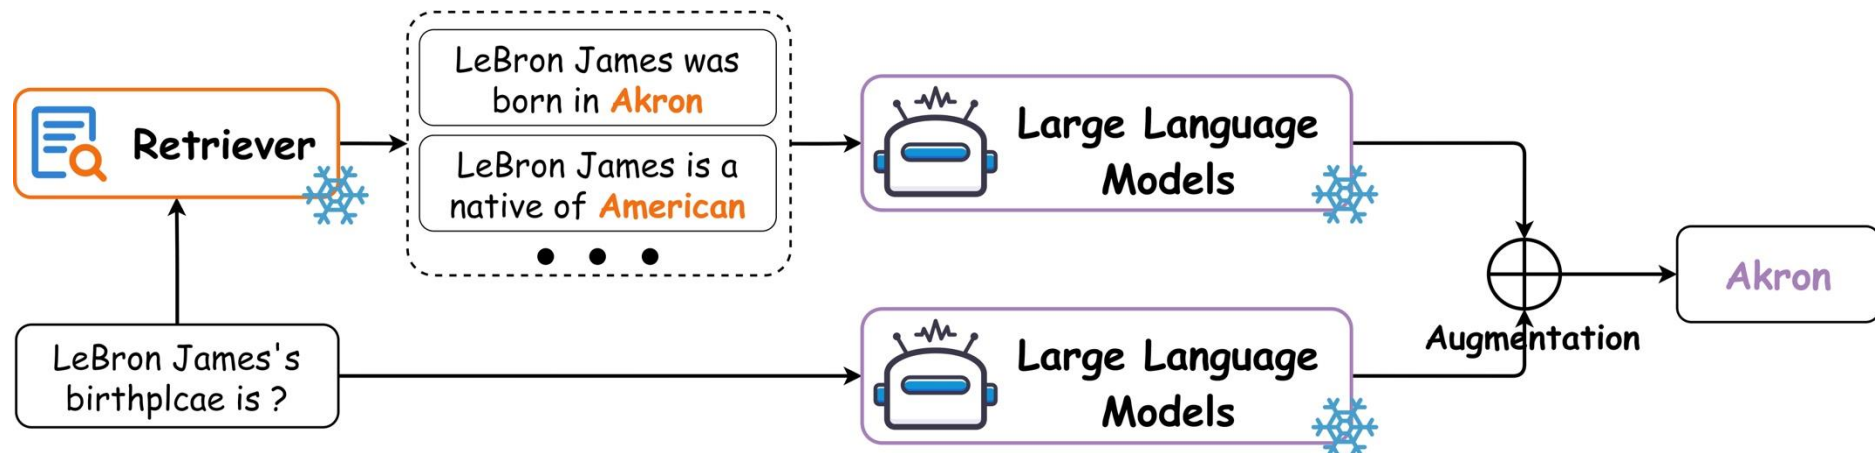 Retriever
LeBron James was
born in Akron
LeBron James is a
native of American
Large Language
Models
LeBron James's
birthplcae is ?
Large Language
Models
Augmentation
Akron